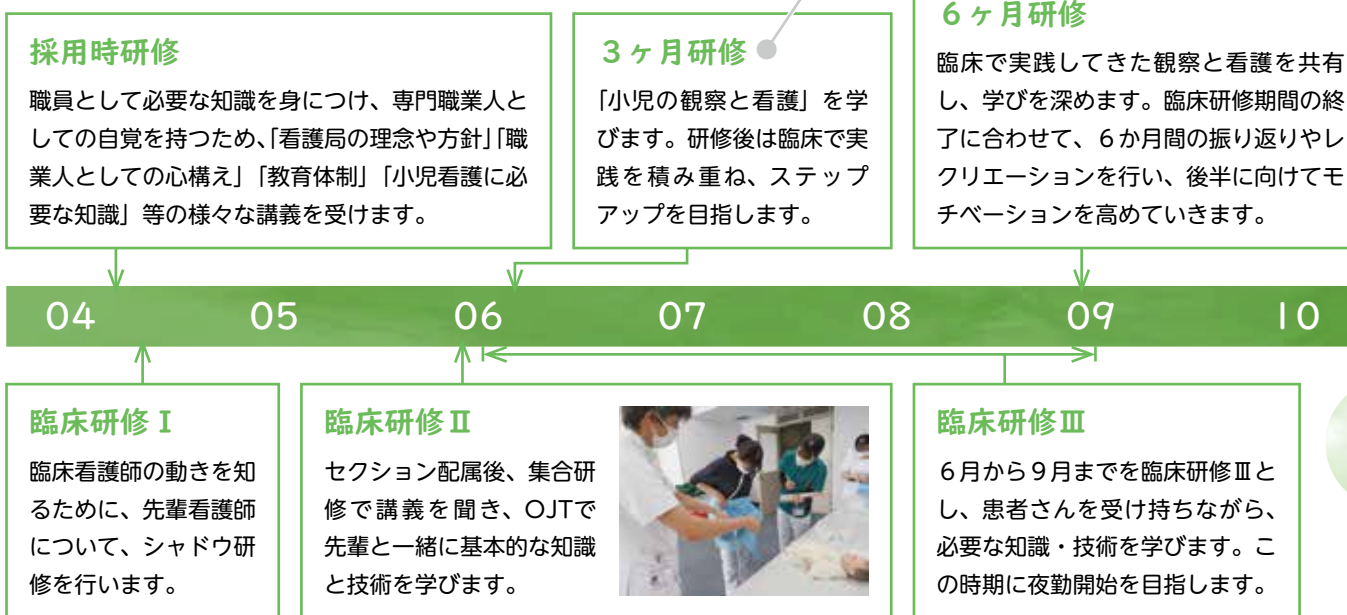 採用時研修
職員として必要な知識を身につけ、専門職業人と
しての自覚を持つため、「看護局の理念や方針」「職
業人としての心構え」「教育体制」「小児看護に必
要な知識」等の様々な講義を受けます。
3ヶ月研修
「小児の観察と看護」を学
びます。研修後は臨床で実
践を積み重ね、ステップ
アップを目指します。
6ヶ月研修
臨床で実践してきた観察と看護を共有
し、学びを深めます。臨床研修期間の終
了に合わせて、6か月間の振り返りやレ
クリエーションを行い、後半に向けてモ
チベーションを高めていきます。
04 05 06 07 08 09 10
臨床研修Ⅰ
臨床看護師の動きを知
るために、先輩看護師
について、シャドウ研
修を行います。
臨床研修Ⅱ
セクション配属後、集合研
修で講義を聞き、OJTで
先輩と一緒に基本的な知識
と技術を学びます。
臨床研修Ⅲ
6月から9月までを臨床研修Ⅲと
し、患者さんを受け持ちながら、
必要な知識・技術を学びます。こ
の時期に夜勤開始を目指します。